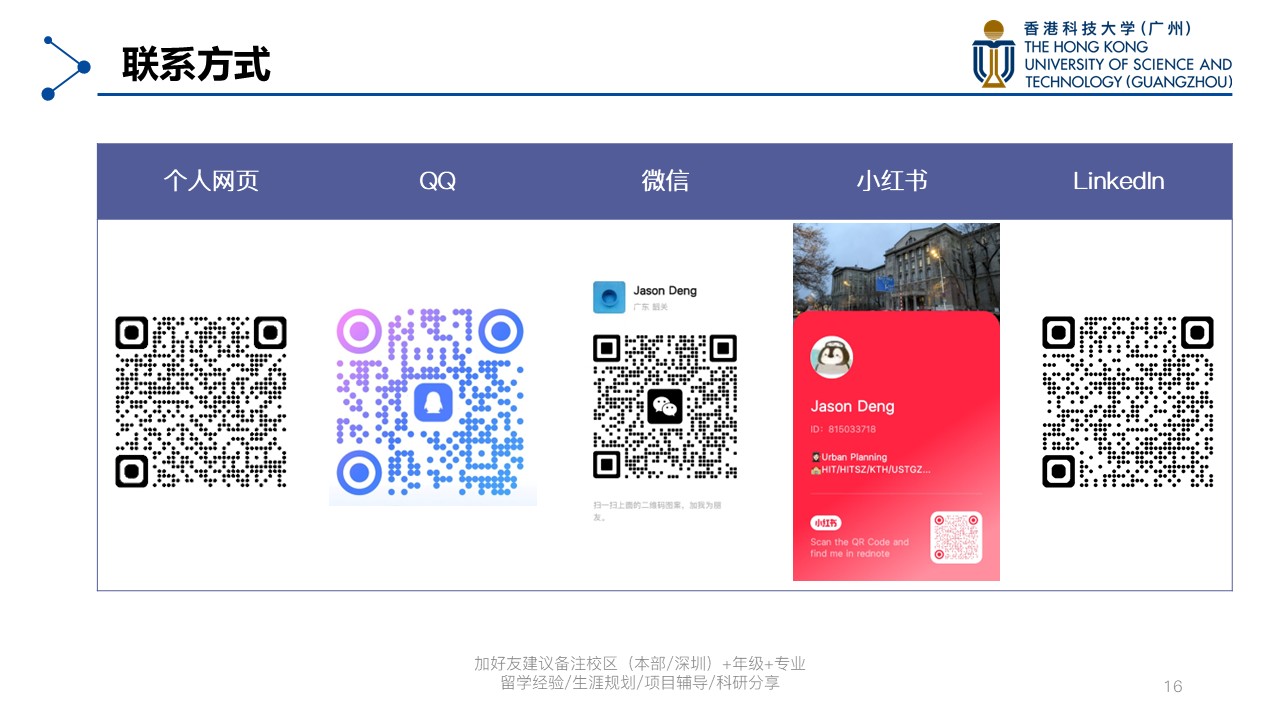 联系方式
香港科技大学(广州)
THE HONG KONG
UNIVERSITY OF SCIENCE AND
TECHNOLOGY (GUANGZHOU)
个人网页
QQ
微信
小红书
LinkedIn
Jason Deng
广东 韶关
扫一扫上面的二维码图案，加我为朋
友。
Jason Deng
ID：815033718
Urban Planning
HIT/HITSZ/KTH/USTGZ...
小红书
Scan the QR Code and
find me in rednote
加好友建议备注校区（本部/深圳）+年级+专业
留学经验/生涯规划/项目辅导/科研分享
16